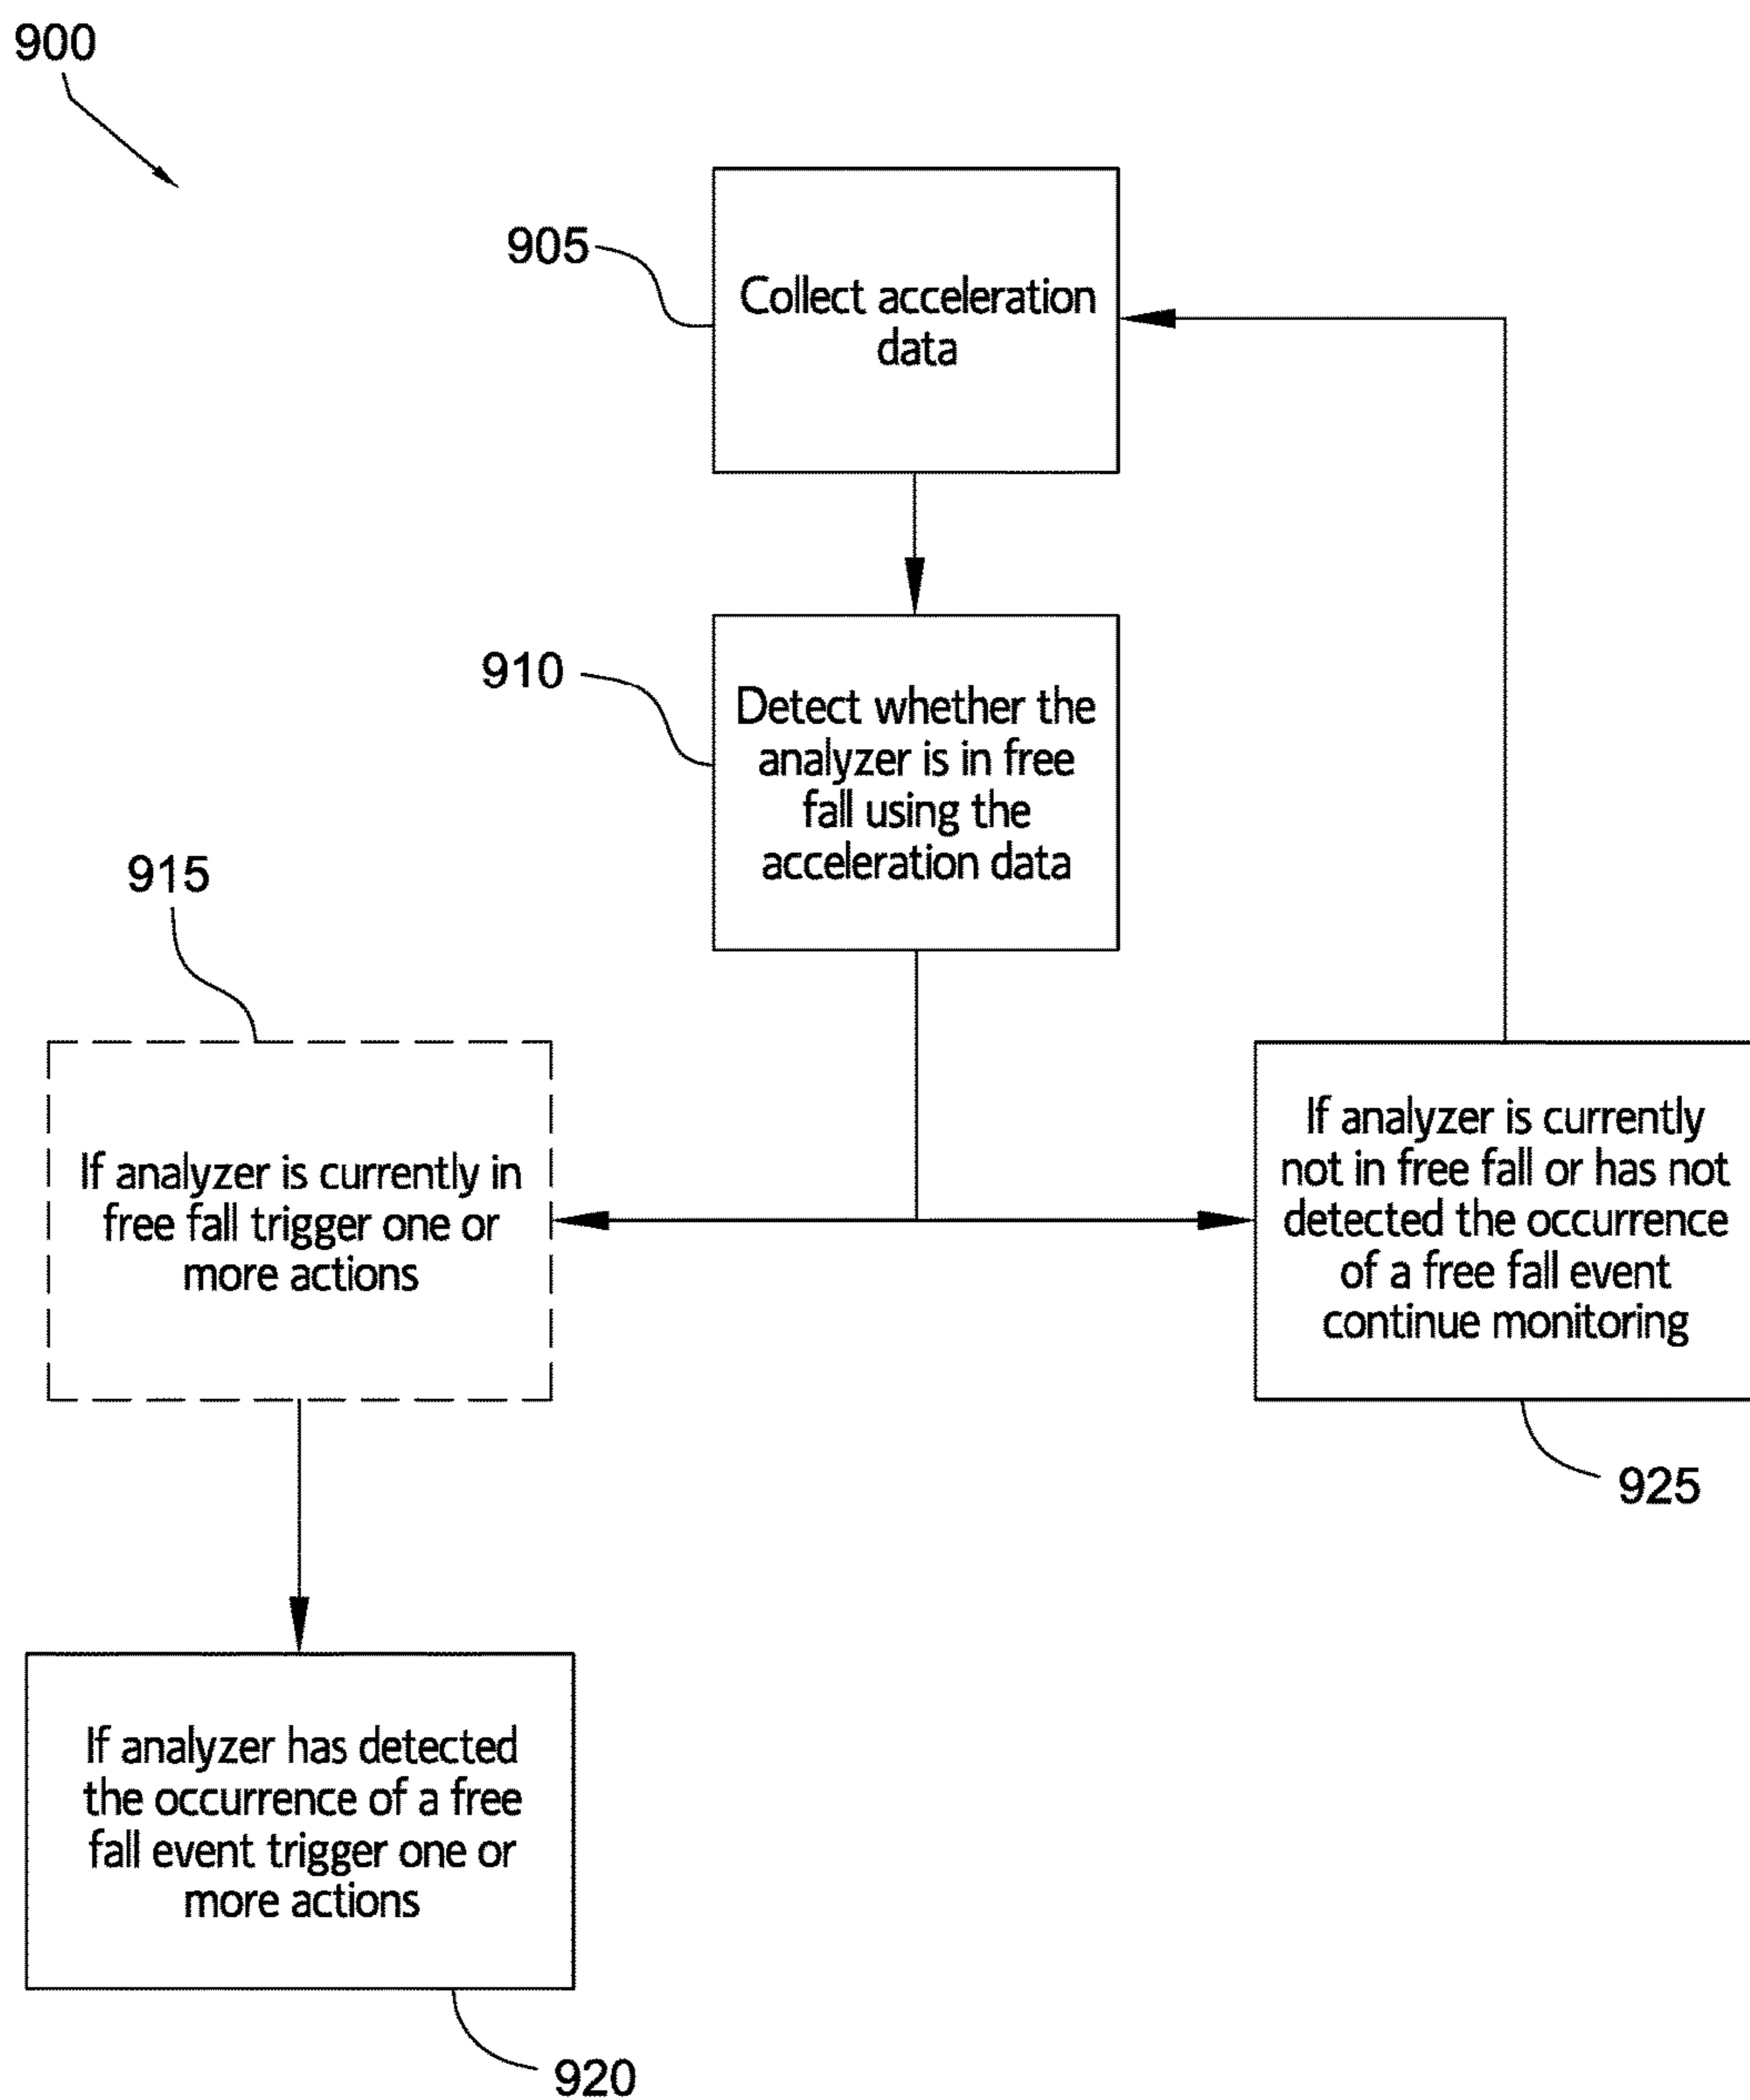 900
905
Collect acceleration
data
910
Detect whether the
analyzer is in free
fall using the
acceleration data
915
If analyzer is currently in
free fall trigger one or
more actions
If analyzer is currently
not in free fall or has not
detected the occurrence
of a free fall event
continue monitoring
925
If analyzer has detected
the occurrence of a free
fall event trigger one or
more actions
920